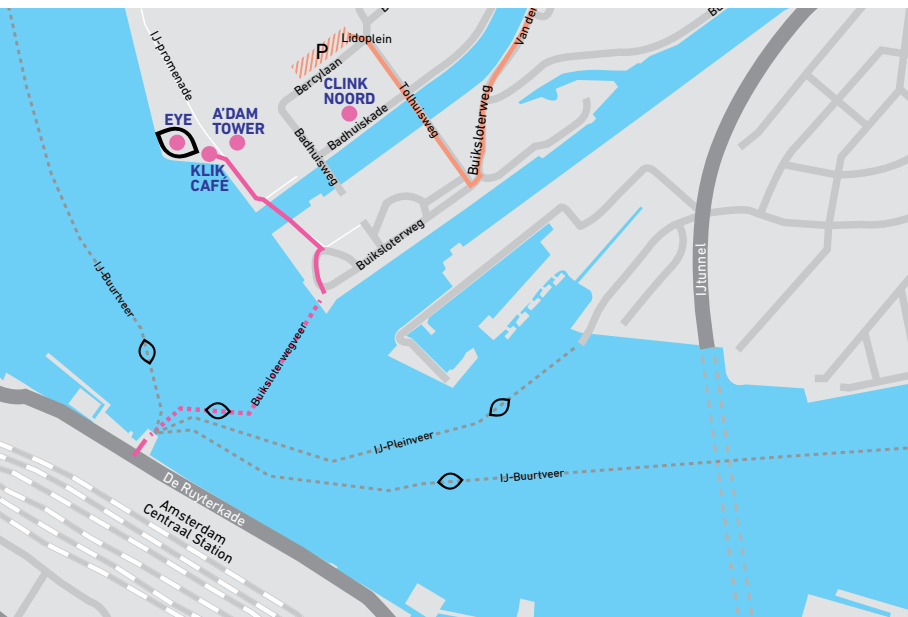 IJ-promenade
P
Lidoplein
Bercylaan
CLINK
NOORD
Van der
Tolhuisweg
Badhuiskade
Badhuisweg
Buiksloterweg
EYE
A'DAM
TOWER
KLIK
CAFÉ
Buiksloterweg
IJtunnel
IJ-Buurtveer
Buiksloterwegveer
IJ-Pleinveer
IJ-Buurtveer
De Ruyterkade
Amsterdam
Centraal Station